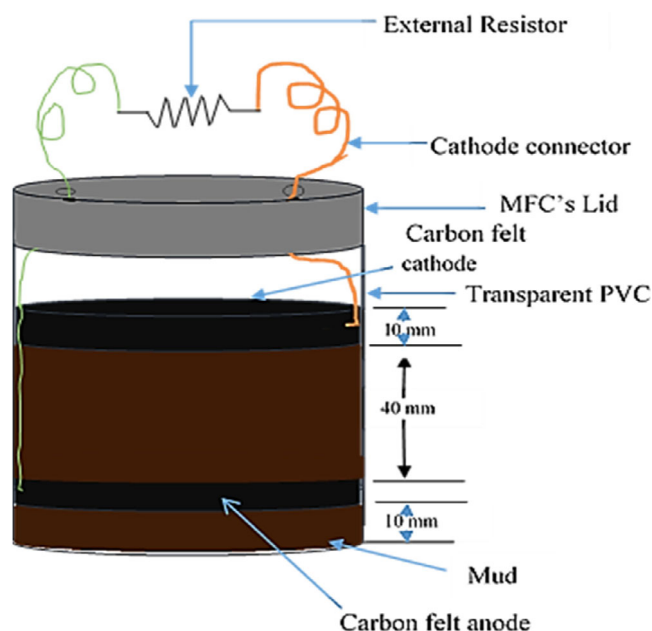 External Resistor
Cathode connector
MFC's Lid
Carbon felt
cathode
Transparent PVC
10 mm
40 mm
10 mm
Mud
Carbon felt anode